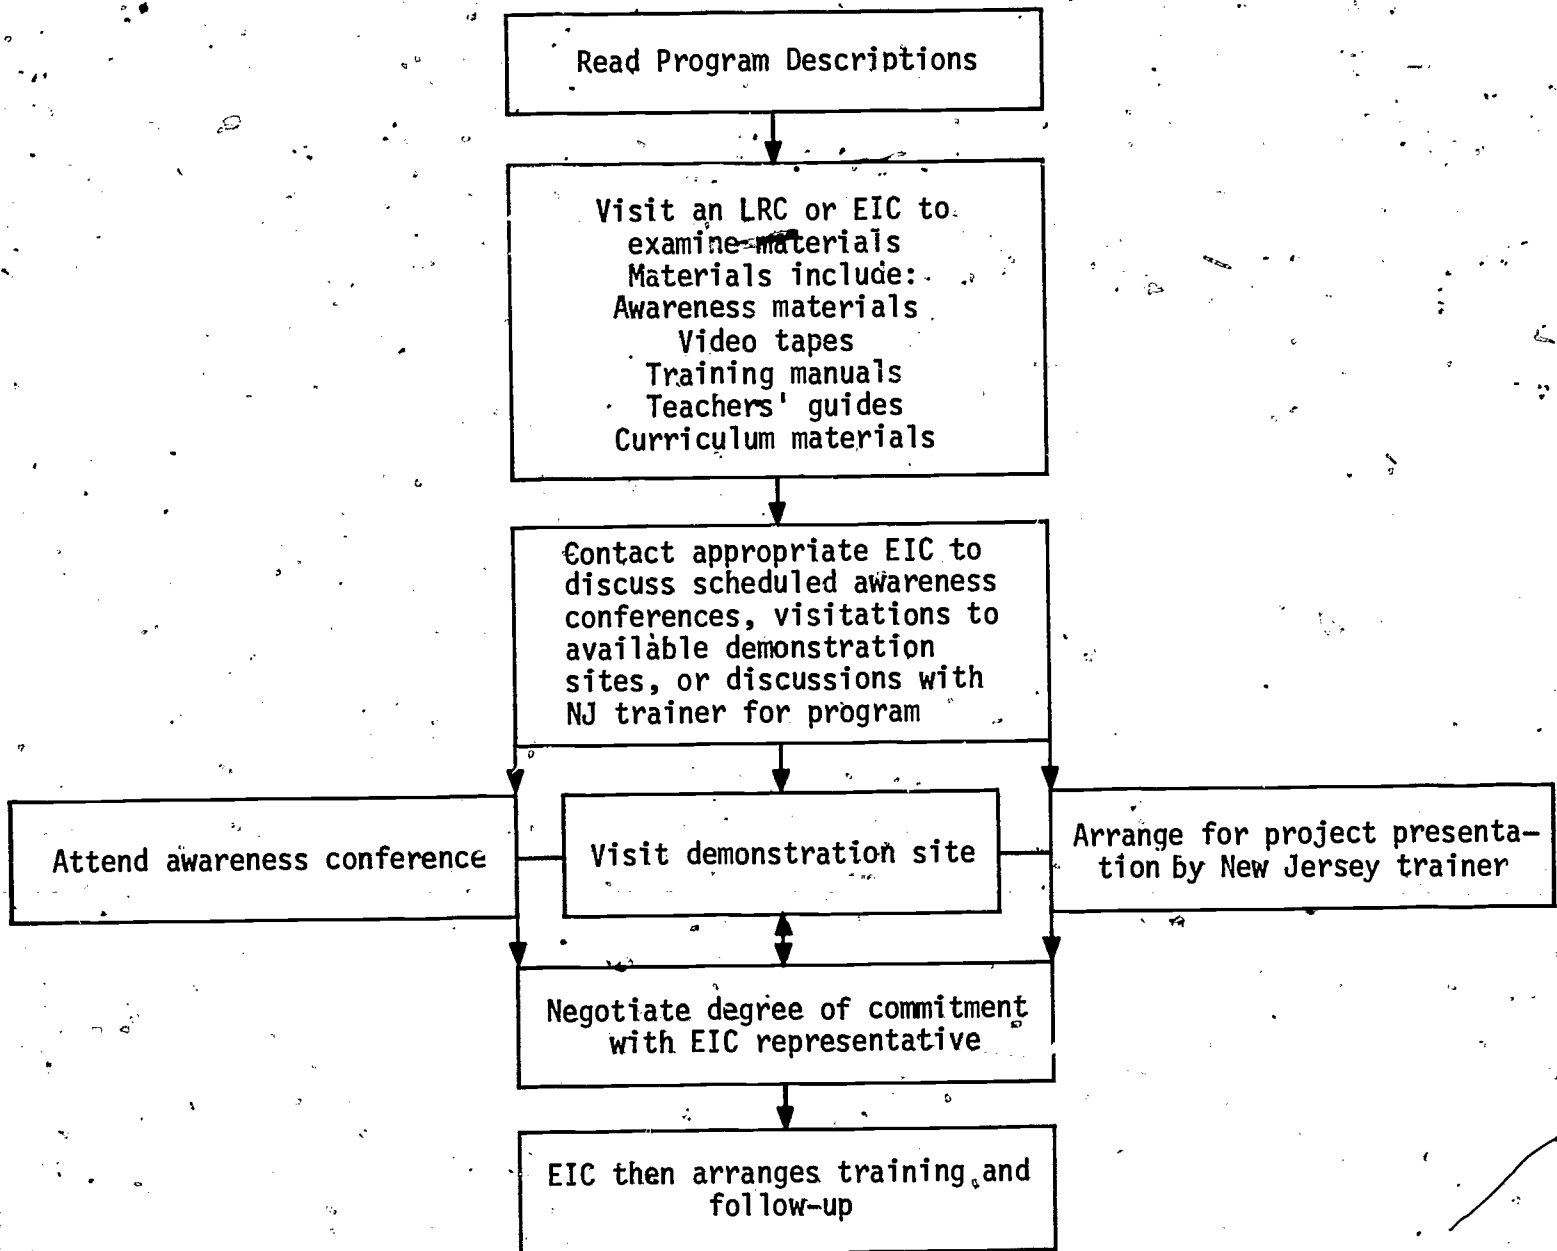 Read Program Descriptions
Visit an LRC or EIC to
examine materials
Materials include:
Awareness materials
Video tapes
Training manuals
Teachers' guides
Curriculum materials
Contact appropriate EIC to
discuss scheduled awareness
conferences, visitations to
available demonstration
sites, or discussions with
NJ trainer for program
Attend awareness conference
Visit demonstration site
Arrange for project presenta-
tion by New Jersey trainer
Negotiate degree of commitment
with EIC representative
EIC then arranges training and
follow-up